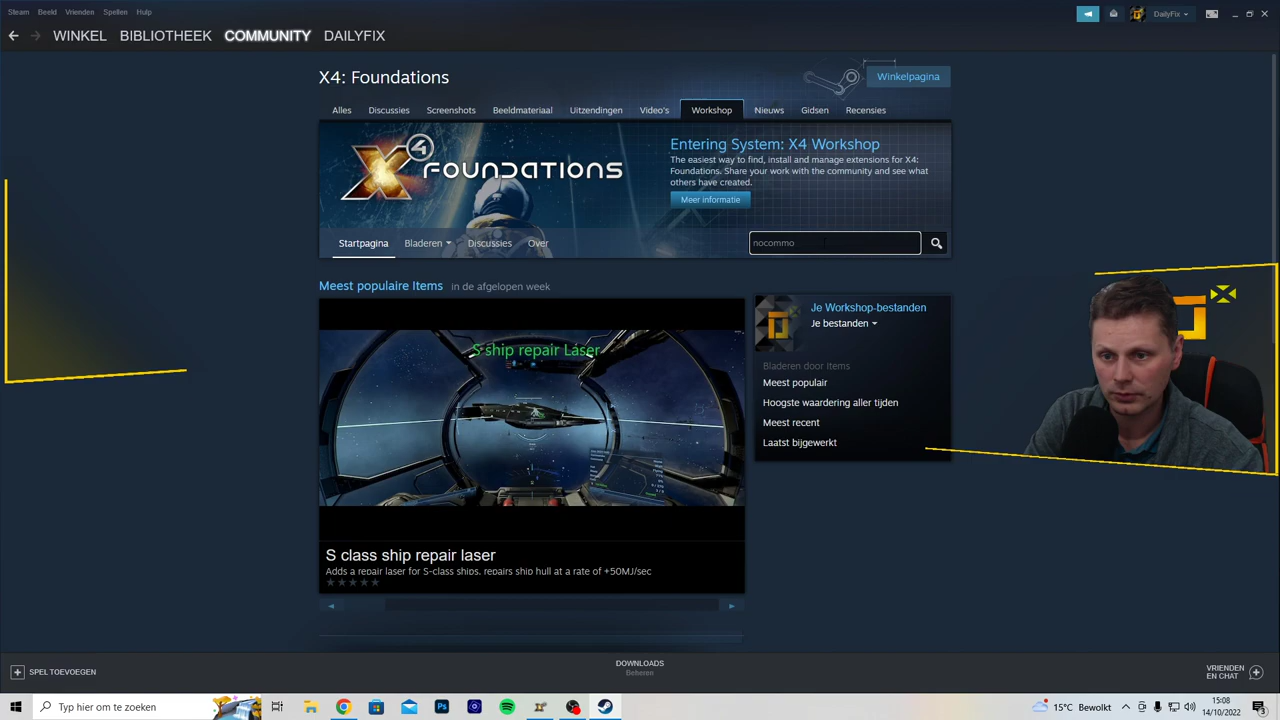 Steam Beeld Vrienden Spellen Hulp
DailyFix
WINKEL BIBLIOTHEEK COMMUNITY DAILYFIX
X4: Foundations
Winkelpagina
Alles Discussies Screenshots Beeldmateriaal Uitzendingen Video's Workshop Nieuws Gidsen Recensies
X4 FOUNDATIONS
Entering System: X4 Workshop
The easiest way to find, install and manage extensions for X4:
Foundations. Share your work with the community and see what
others have created.
Meer informatie
Startpagina Bladeren Discussies Over
nocommo
Meest populaire Items in de afgelopen week
S ship repair Laser
S class ship repair laser
Adds a repair laser for S-class ships. repairs ship hull at a rate of +50MJ/sec
Je Workshop-bestanden
Je bestanden
Bladeren door items
Meest populair
Hoogste waardering aller tijden
Meest recent
Laatst bijgewerkt
SPEL TOEVOEGEN
DOWNLOADS
Beheren
VRIENDEN
EN CHAT
Typ hier om te zoeken
15°C Bewolkt
15:08
14/10/2022